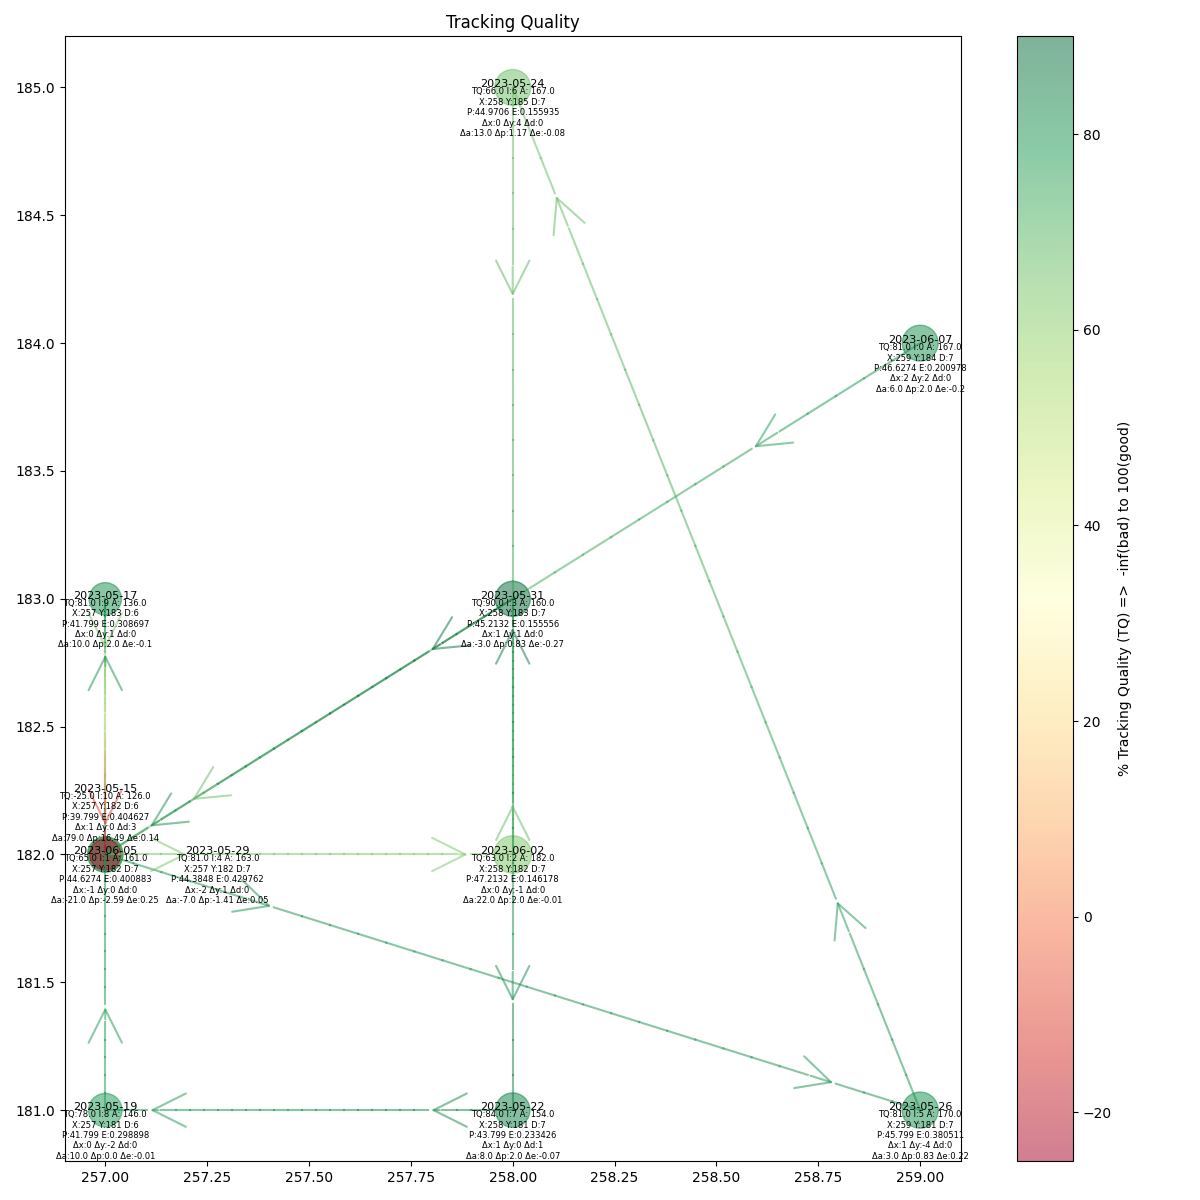 Tracking Quality
185.0
184.5
184.0
183.5
183.0
182.5
182.0
181.5
181.0
2023-05-24
TQ:66.0 I:6 A: 167.0
X:258 Y:185 D:7
P:44.9706 E:0.155935
Δx:0 Δy:4 Δd:0
Δa:13.0 Δp:1.17 Δe:-0.08
2023-06-07
TQ:81.0 I:0 A: 167.0
X:259 Y:184 D:7
P:46.6274 E:0.200978
Δx:2 Δy:2 Δd:0
Δa:6.0 Δp:2.0 Δe:-0.2
2023-05-17
TQ:81.0 I:9 A: 136.0
X:257 Y:183 D:6
P:41.799 E:0.308697
Δx:0 Δy:1 Δd:0
Δa:10.0 Δp:2.0 Δe:-0.1
2023-05-31
TQ:90.0 I:3 A: 160.0
X:258 Y:183 D:7
P:45.2132 E:0.155556
Δx:1 Δy:1 Δd:0
Δa:-3.0 Δp:0.83 Δe:-0.27
2023-05-15
TQ:-25.0 I:10 A: 126.0
X:257 Y:182 D:6
P:39.799 E:0.404627
Δx:1 Δy:0 Δd:3
Δa:79.0 Δp:16.49 Δe:0.14
2023-06-05
I:1 A: 161.0
X:257 Y:182 D:7
P:44.6274 E:0.400883
Δx:-1 Δy:0 Δd:0
Δa:-21.0 Δp:-2.59 Δe:0.25
2023-05-29
TQ:81.0 I:4 A: 163.0
X:257 Y:182 D:7
P:44.3848 E:0.429762
Δx:-2 Δy:1 Δd:0
Δa:-7.0 Δp:-1.41 Δe:0.05
2023-06-02
TQ:63.0 I:2 A: 182.0
X:258 Y:182 D:7
P:47.2132 E:0.146178
Δx:0 Δy:-1 Δd:0
Δa:22.0 Δp:2.0 Δe:-0.01
2023-05-19
TQ:78.0 I:8 A: 146.0
X:257 Y:181 D:6
P:41.799 E:0.298898
Δx:0 Δy:-2 Δd:0
Δa:10.0 Δp:0.0 Δe:-0.01
2023-05-22
TQ:84.0 I:7 A: 154.0
X:258 Y:181 D:7
P:43.799 E:0.233426
Δx:1 Δy:0 Δd:1
Δa:8.0 Δp:2.0 Δe:-0.07
2023-05-26
TQ:81.0 I:5 A: 170.0
X:259 Y:181 D:7
P:45.799 E:0.380511
Δx:1 Δy:-4 Δd:0
Δa:3.0 Δp:0.83 Δe:0.22
257.00 257.25 257.50 257.75 258.00 258.25 258.50 258.75 259.00
80
60
40
20
0
−20
% Tracking Quality (TQ) => -inf(bad) to 100(good)